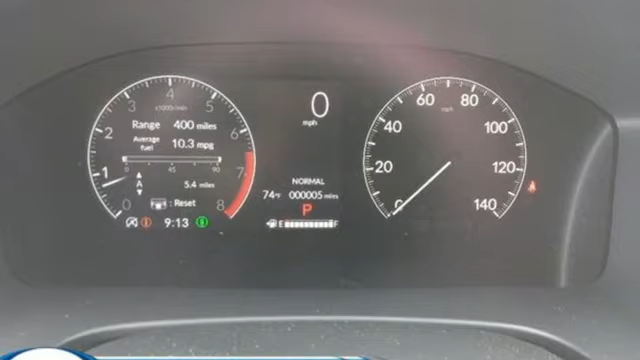 x1000r/min
0 1 2 3 4 5 6 7 8
Range 400 miles
Average fuel 10.3 mpg
0 45 90
A 5.4 miles
: Reset
9:13
0
mph
NORMAL
74°F 000005 miles
P
E F
mph
0 20 40 60 80 100 120 140